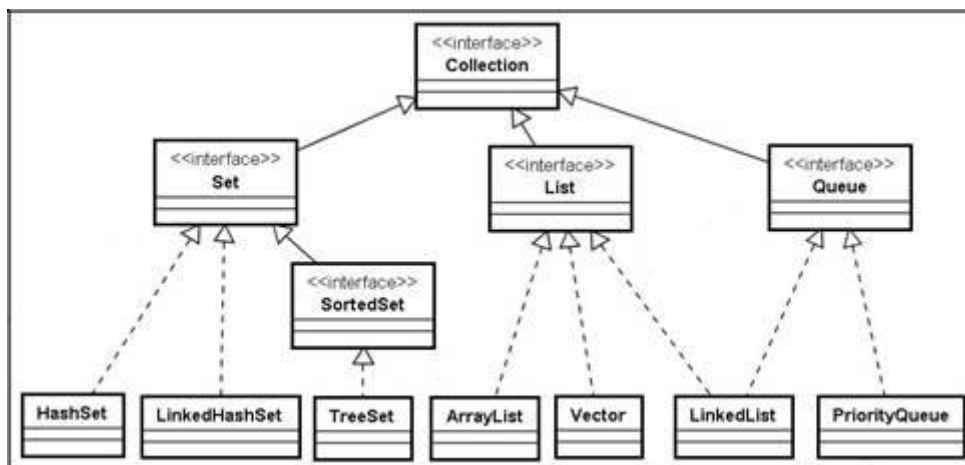 <<interface>>
Collection
<<interface>>
Set
<<interface>>
List
<<interface>>
Queue
<<interface>>
SortedSet
HashSet
LinkedHashSet
TreeSet
ArrayList
Vector
LinkedList
PriorityQueue